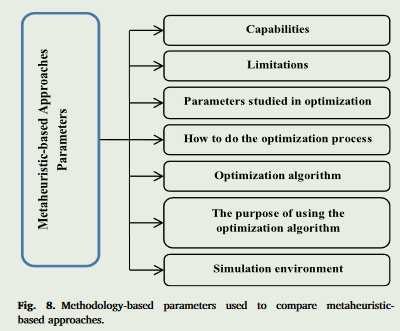 Metaheuristic-based Approaches
Parameters
Capabilities
Limitations
Parameters studied in optimization
How to do the optimization process
Optimization algorithm
The purpose of using the
optimization algorithm
Simulation environment
Fig. 8. Methodology-based parameters used to compare metaheuristic-
based approaches.